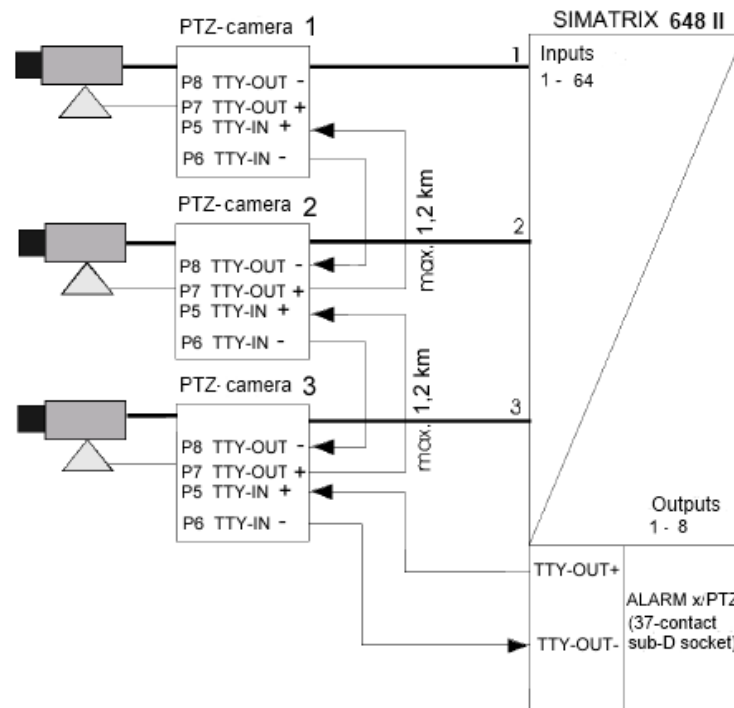 SIMATRIX 648 II
PTZ-camera 1
1
Inputs
1 - 64
P8 TTY-OUT -
P7 TTY-OUT +
P5 TTY-IN +
P6 TTY-IN -
max. 1,2 km
PTZ-camera 2
2
P8 TTY-OUT -
P7 TTY-OUT +
P5 TTY-IN +
P6 TTY-IN -
max. 1,2 km
PTZ-camera 3
3
P8 TTY-OUT -
P7 TTY-OUT +
P5 TTY-IN +
P6 TTY-IN -
Outputs
1 - 8
TTY-OUT+
ALARM x/PTZ
(37-contact
sub-D socket)
TTY-OUT-